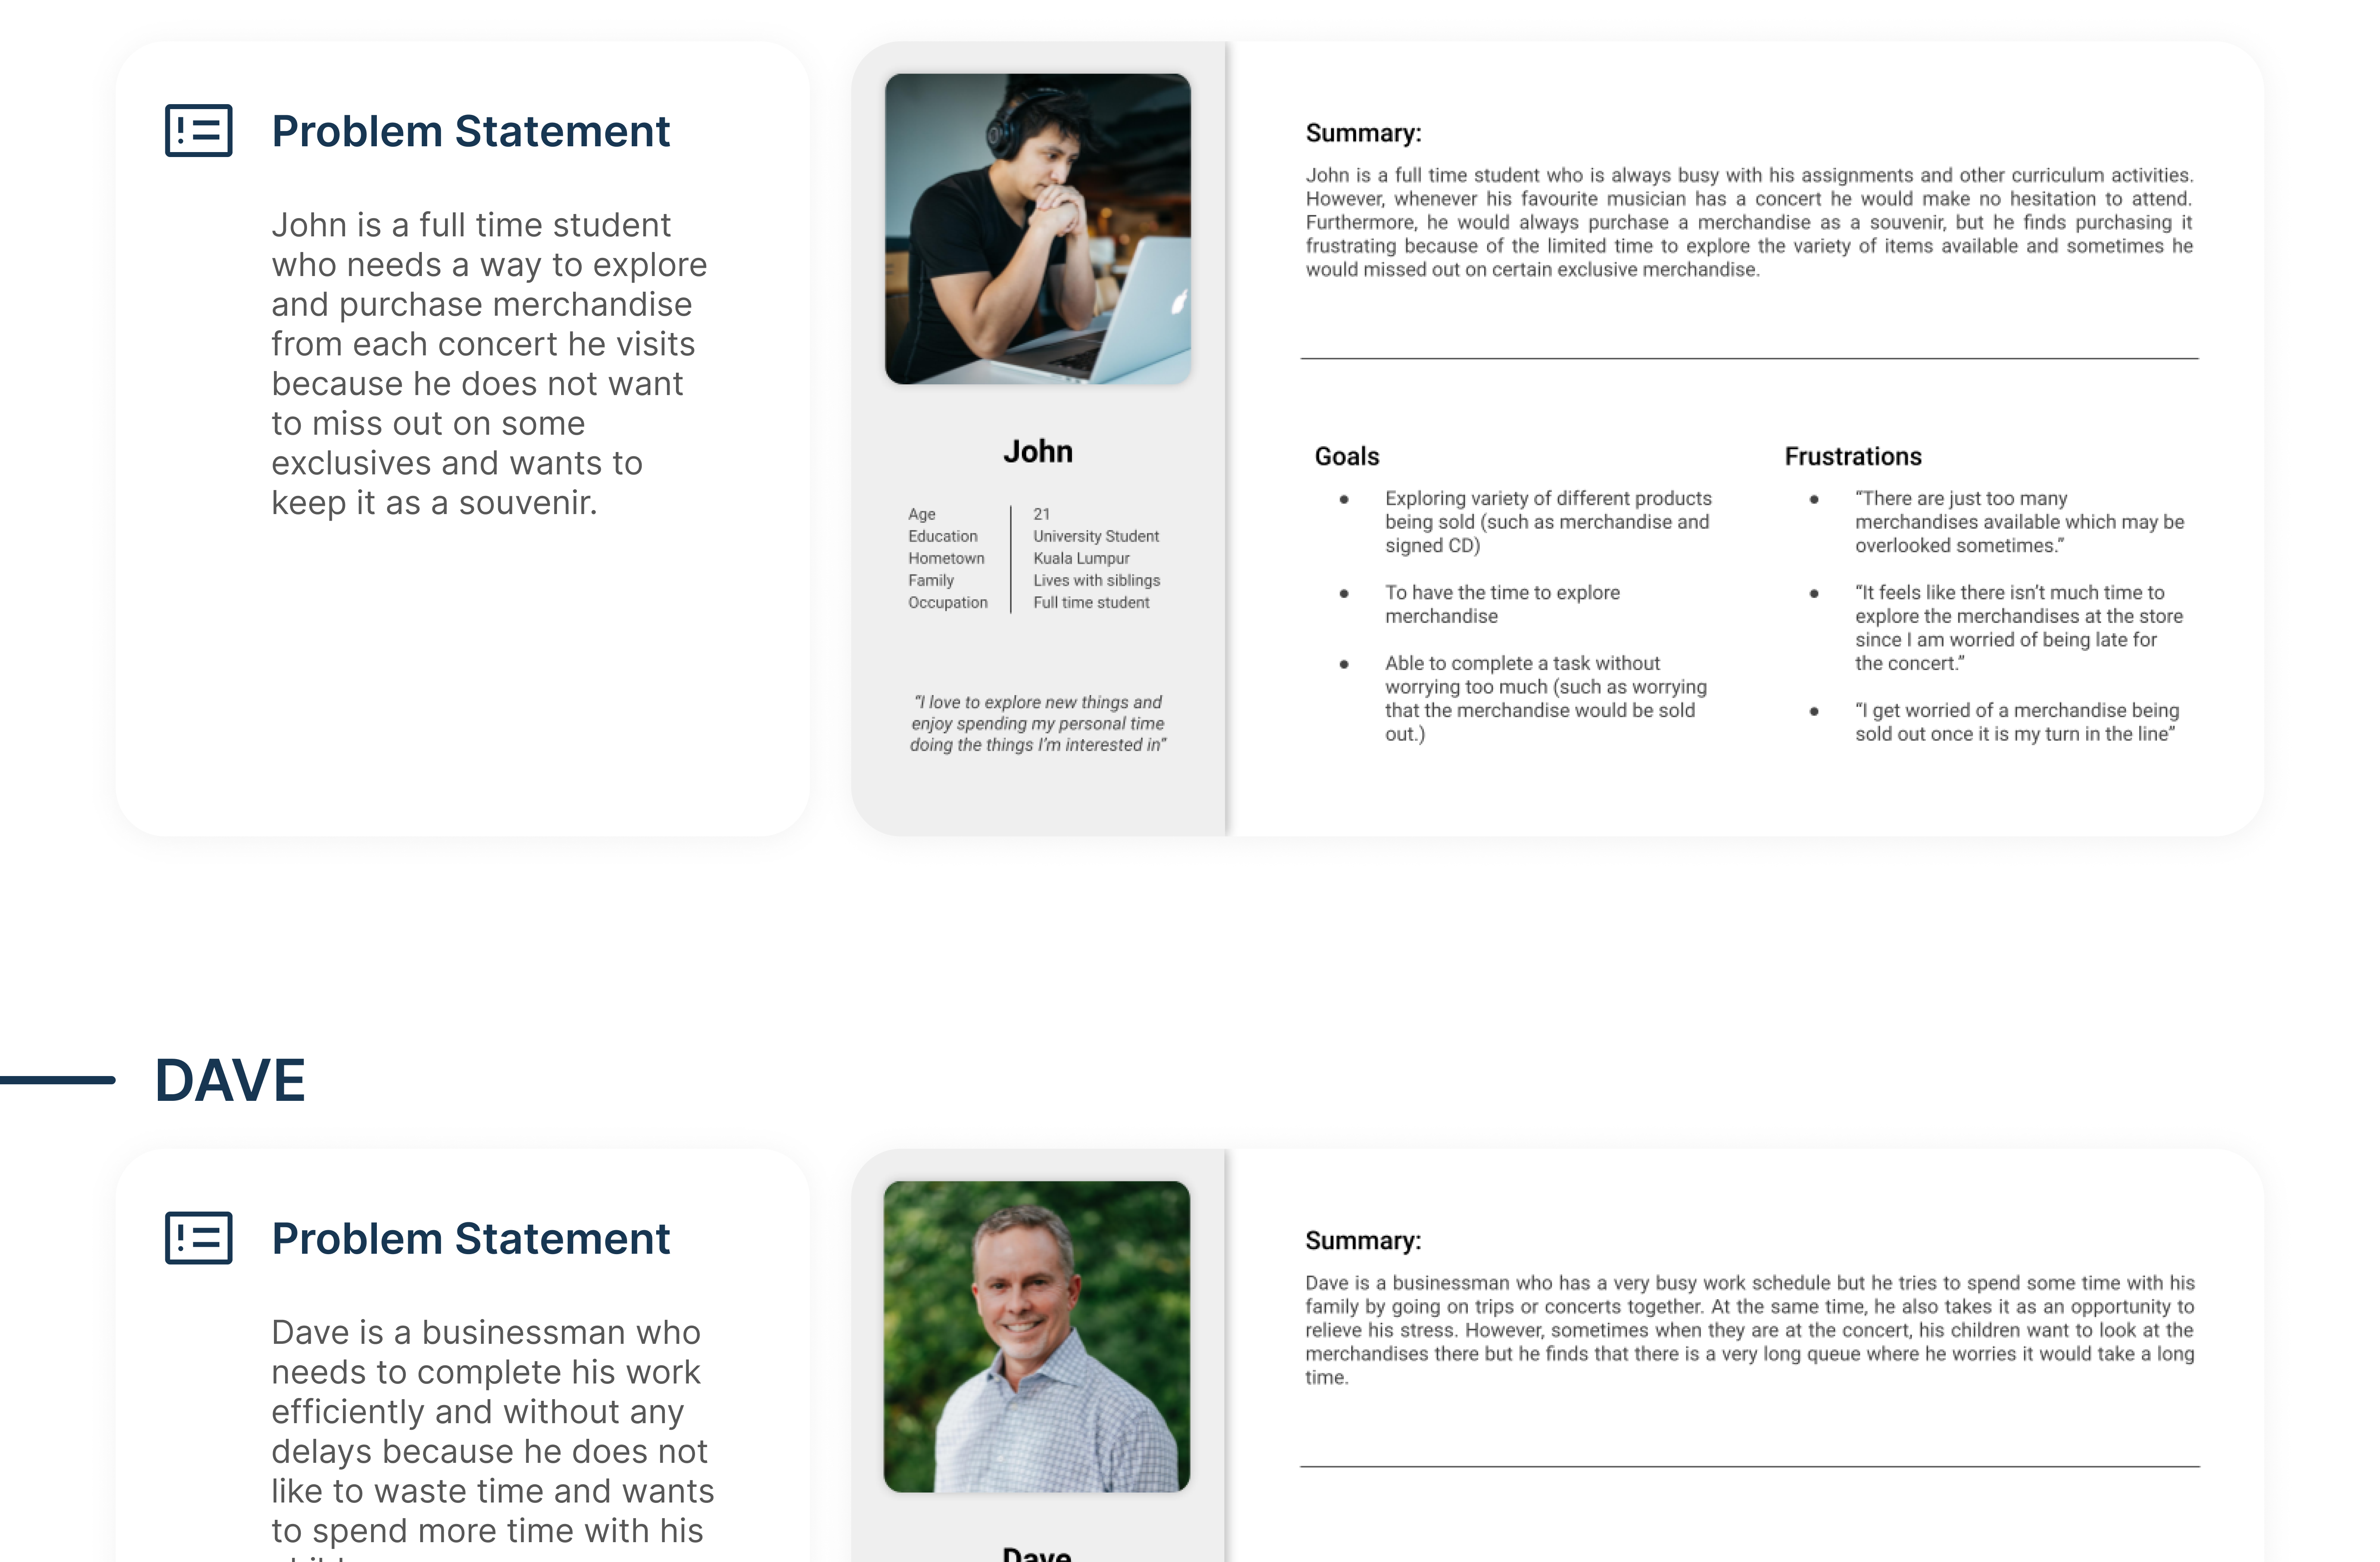 Problem Statement
John is a full time student
who needs a way to explore
and purchase merchandise
from each concert he visits
because he does not want
to miss out on some
exclusives and wants to
keep it as a souvenir.
John
Age 21
Education University Student
Hometown Kuala Lumpur
Family Lives with siblings
Occupation Full time student
“I love to explore new things and
enjoy spending my personal time
doing the things I’m interested in”
Summary:
John is a full time student who is always busy with his assignments and other curriculum activities.
However, whenever his favourite musician has a concert he would make no hesitation to attend.
Furthermore, he would always purchase a merchandise as a souvenir, but he finds purchasing it
frustrating because of the limited time to explore the variety of items available and sometimes he
would missed out on certain exclusive merchandise.
Goals
● Exploring variety of different products
being sold (such as merchandise and
signed CD)
● To have the time to explore
merchandise
● Able to complete a task without
worrying too much (such as worrying
that the merchandise would be sold
out.)
Frustrations
● “There are just too many
merchandises available which may be
overlooked sometimes.”
● “It feels like there isn’t much time to
explore the merchandises at the store
since I am worried of being late for
the concert.”
● “I get worried of a merchandise being
sold out once it is my turn in the line”
DAVE
Problem Statement
Dave is a businessman who
needs to complete his work
efficiently and without any
delays because he does not
like to waste time and wants
to spend more time with his
Dave
Summary:
Dave is a businessman who has a very busy work schedule but he tries to spend some time with his
family by going on trips or concerts together. At the same time, he also takes it as an opportunity to
relieve his stress. However, sometimes when they are at the concert, his children want to look at the
merchandises there but he finds that there is a very long queue where he worries it would take a long
time.